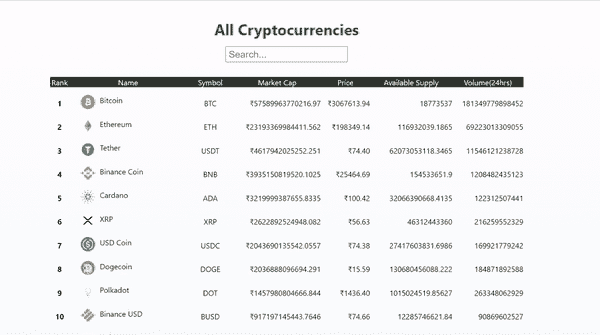 All Cryptocurrencies
Search...
Rank Name Symbol Market Cap Price Available Supply Volume(24hrs)
1 Bitcoin BTC ₹57589963770216.97 ₹3067613.94 18773537 181349779898452
2 Ethereum ETH ₹23193369984411.562 ₹198349.14 116932039.1865 69223013309055
3 Tether USDT ₹4617942025252.251 ₹74.40 62073053118.3465 11546121238728
4 Binance Coin BNB ₹3935150819520.1025 ₹25464.69 154533651.9 1208482435123
5 Cardano ADA ₹3219999387655.8335 ₹100.42 32066390668.4135 122312507441
6 XRP XRP ₹2622892524948.082 ₹56.63 46312443360 216259552329
7 USD Coin USDC ₹2043690135542.0557 ₹74.38 27417603831.6986 169921779242
8 Dogecoin DOGE ₹2036888096694.291 ₹15.59 130680456088.222 184871892588
9 Polkadot DOT ₹1457980804666.844 ₹1436.40 1015024519.85627 263348062929
10 Binance USD BUSD ₹917197145443.7646 ₹74.66 12285746621.84 90869602527